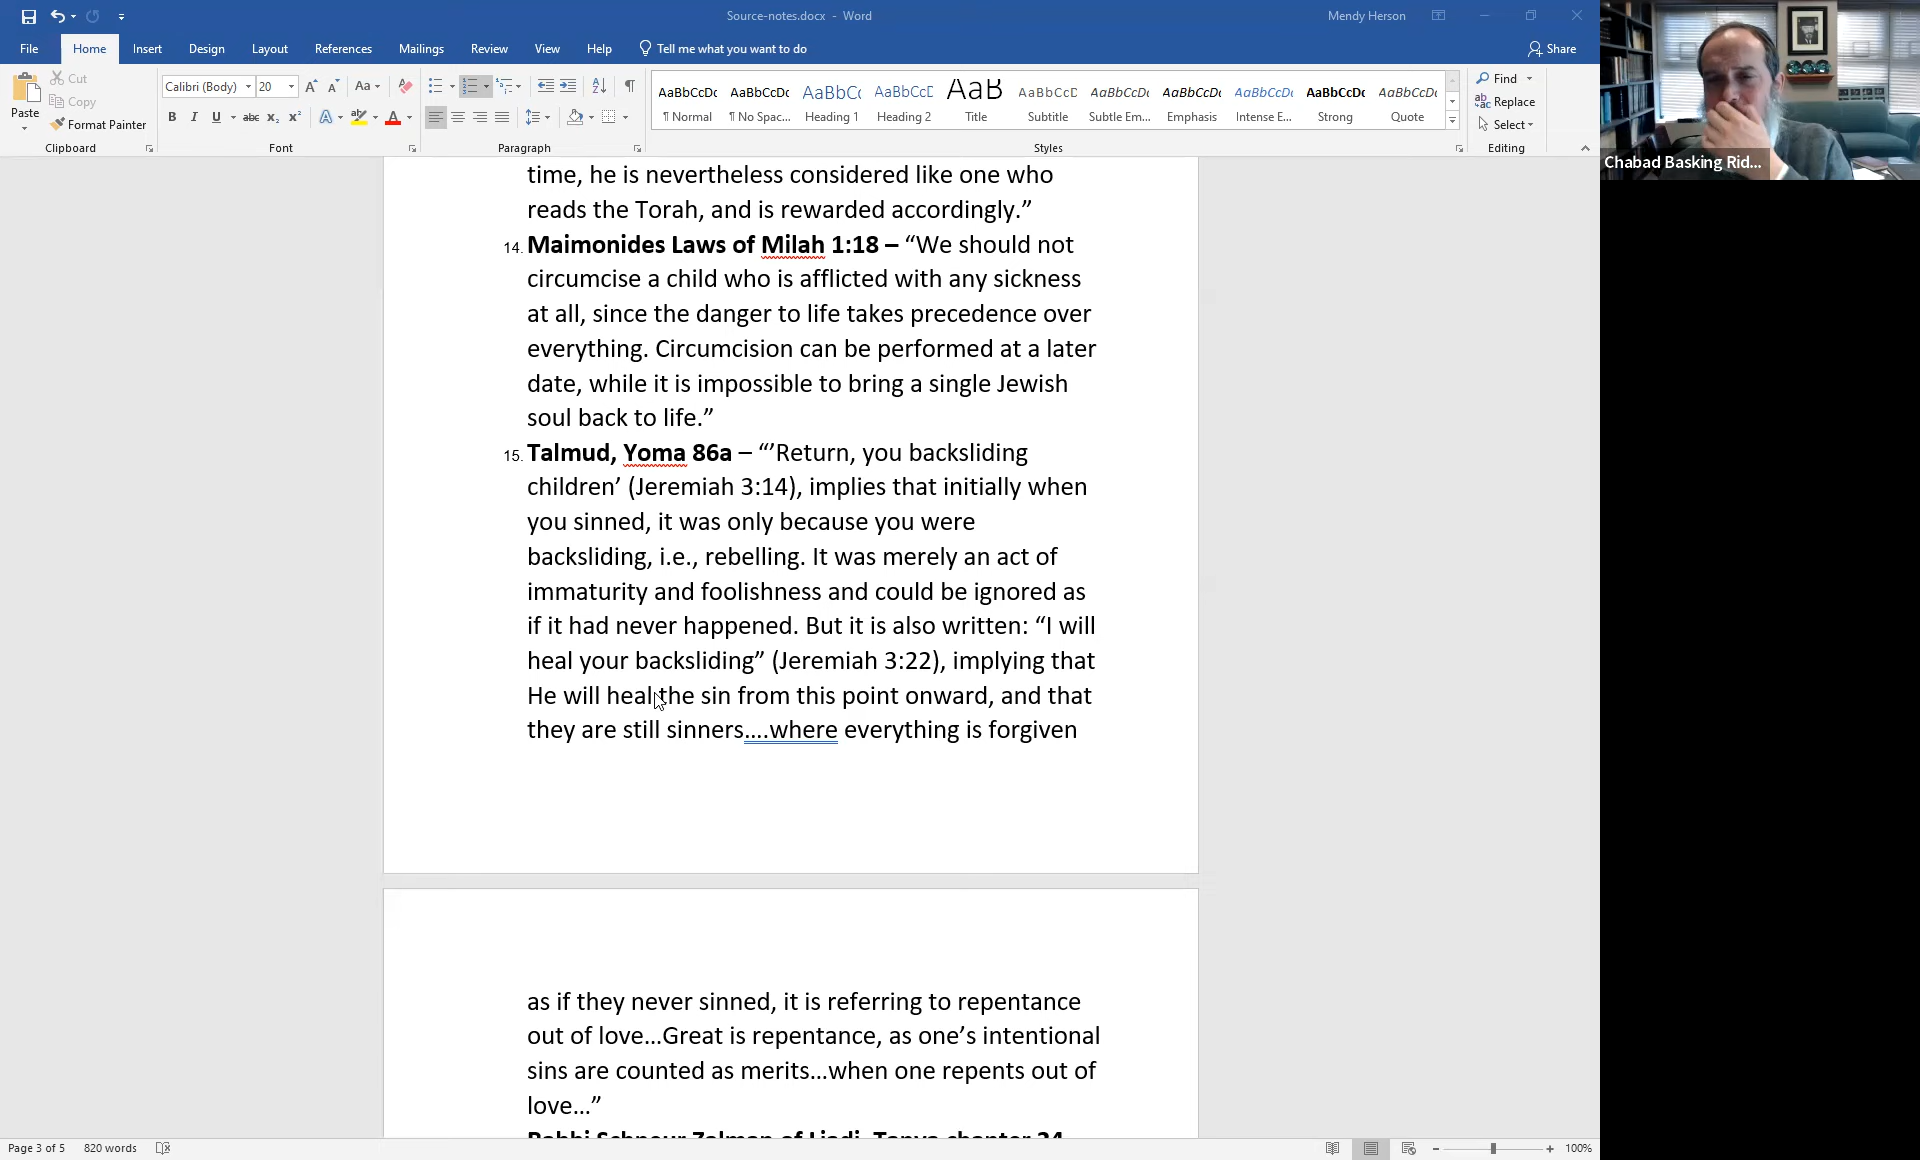 Source-notes.docx - Word
Mendy Herson
File Home Insert Design Layout References Mailings Review View Help Tell me what you want to do Share
Paste
Cut
Copy
Format Painter
Clipboard
Calibri (Body) 20
Font
Paragraph
AaBbCcDc AaBbCcDc AaBbC AaBbCcD AaB AaBbCcD AaBbCcDc AaBbCcDc AaBbCcDc AaBbCcDc AaBbCcDc
¶ Normal ¶ No Spac... Heading 1 Heading 2 Title Subtitle Subtle Em... Emphasis Intense E... Strong Quote
Styles
Find
Replace
Select
Editing
Chabad Basking Rid...
time, he is nevertheless considered like one who
reads the Torah, and is rewarded accordingly.”
14. Maimonides Laws of Milah 1:18 – “We should not
circumcise a child who is afflicted with any sickness
at all, since the danger to life takes precedence over
everything. Circumcision can be performed at a later
date, while it is impossible to bring a single Jewish
soul back to life.”
15. Talmud, Yoma 86a – “’Return, you backsliding
children’ (Jeremiah 3:14), implies that initially when
you sinned, it was only because you were
backsliding, i.e., rebelling. It was merely an act of
immaturity and foolishness and could be ignored as
if it had never happened. But it is also written: “I will
heal your backsliding” (Jeremiah 3:22), implying that
He will heal the sin from this point onward, and that
they are still sinners….where everything is forgiven
as if they never sinned, it is referring to repentance
out of love…Great is repentance, as one’s intentional
sins are counted as merits…when one repents out of
love…”
Rabbi Schneur Zalman of Liadi, Tanya chapter 24
Page 3 of 5 820 words 100%